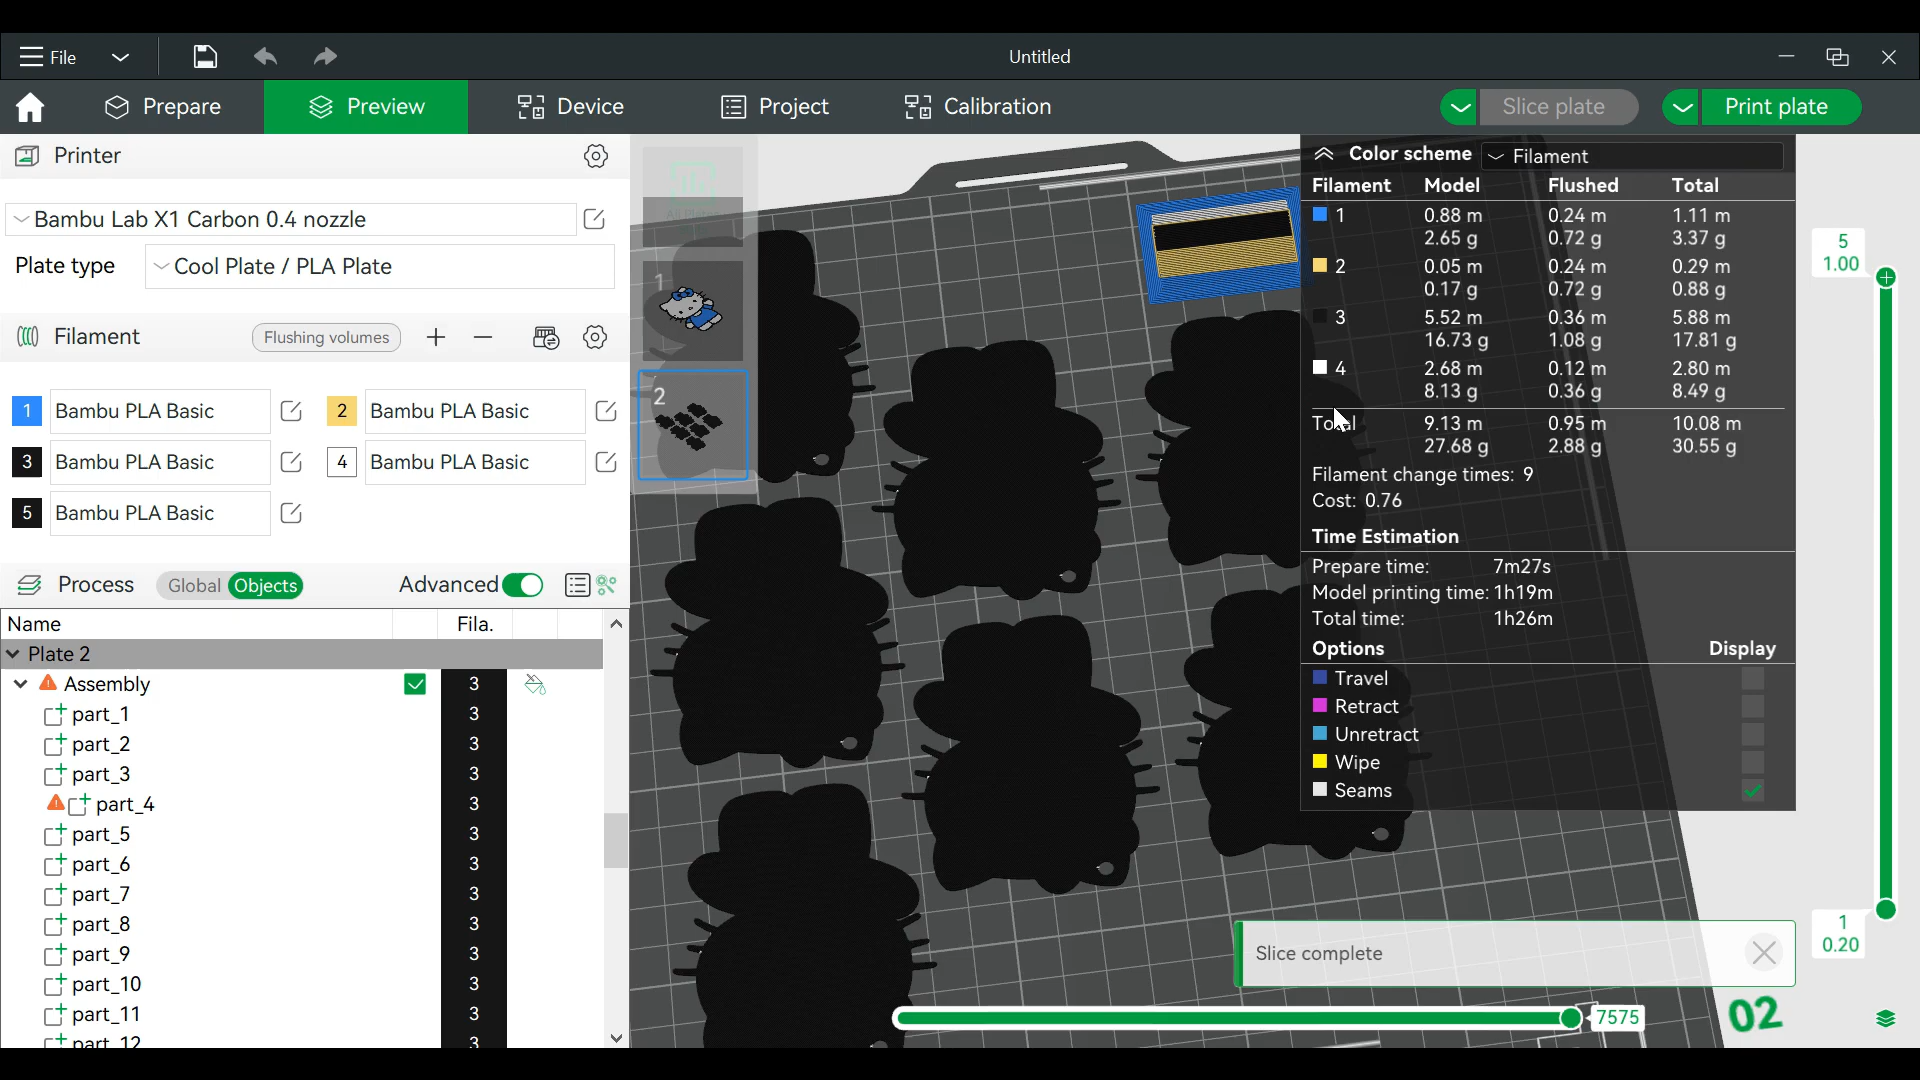 File
Untitled
Prepare
Preview
Device
Project
Calibration
Slice plate
Print plate
Printer
Bambu Lab X1 Carbon 0.4 nozzle
Plate type
Cool Plate / PLA Plate
Filament
Flushing volumes
1 Bambu PLA Basic
2 Bambu PLA Basic
3 Bambu PLA Basic
4 Bambu PLA Basic
5 Bambu PLA Basic
Process
Global
Objects
Advanced
Name
Fila.
Plate 2
Assembly 3
part_1 3
part_2 3
part_3 3
part_4 3
part_5 3
part_6 3
part_7 3
part_8 3
part_9 3
part_10 3
part_11 3
part_12 3
1
2
Color scheme
Filament
Filament Model Flushed Total
1 0.88 m 0.24 m 1.11 m
2.65 g 0.72 g 3.37 g
2 0.05 m 0.24 m 0.29 m
0.17 g 0.72 g 0.88 g
3 5.52 m 0.36 m 5.88 m
16.73 g 1.08 g 17.81 g
4 2.68 m 0.12 m 2.80 m
8.13 g 0.36 g 8.49 g
Total 9.13 m 0.95 m 10.08 m
27.68 g 2.88 g 30.55 g
Filament change times: 9
Cost: 0.76
Time Estimation
Prepare time: 7m27s
Model printing time: 1h19m
Total time: 1h26m
Options Display
Travel
Retract
Unretract
Wipe
Seams
5
1.00
1
0.20
Slice complete
7575
02